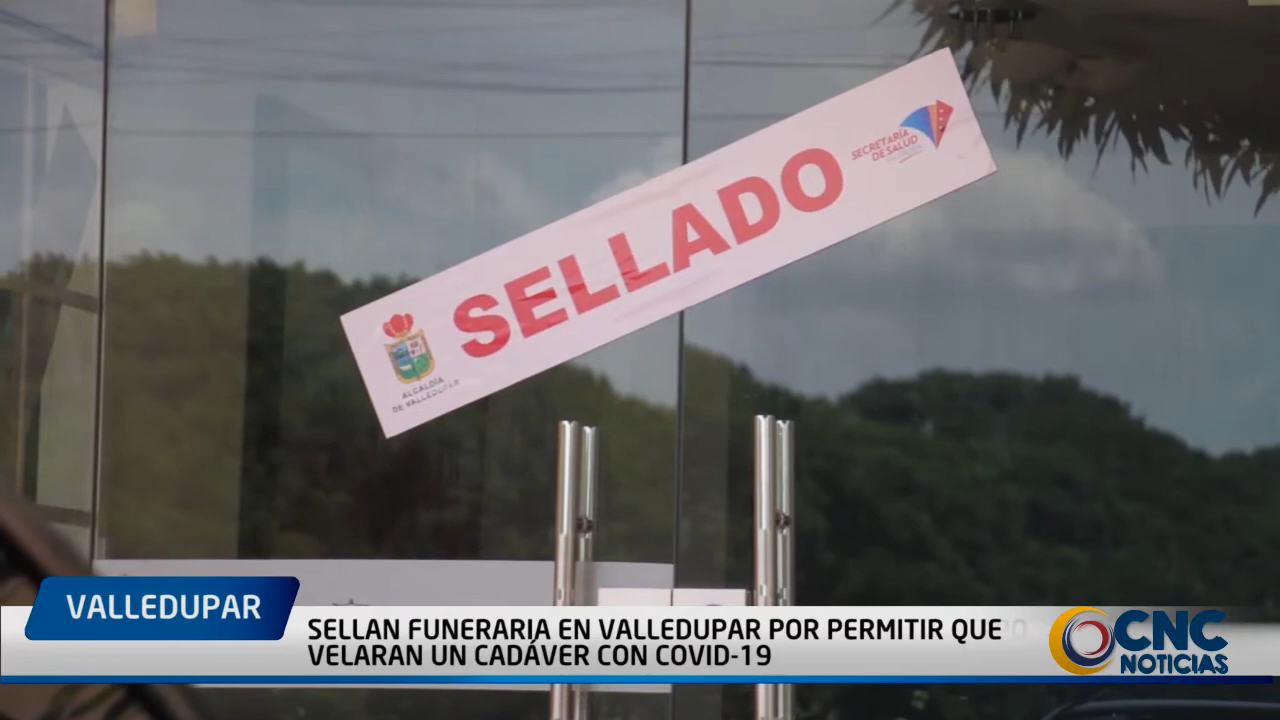 SECRETARÍA
DE SALUD
SELLADO
ALCALDÍA
DE VALLEDUPAR
VALLEDUPAR
SELLAN FUNERARIA EN VALLEDUPAR POR PERMITIR QUE
VELARAN UN CADÁVER CON COVID-19
CNC
NOTICIAS